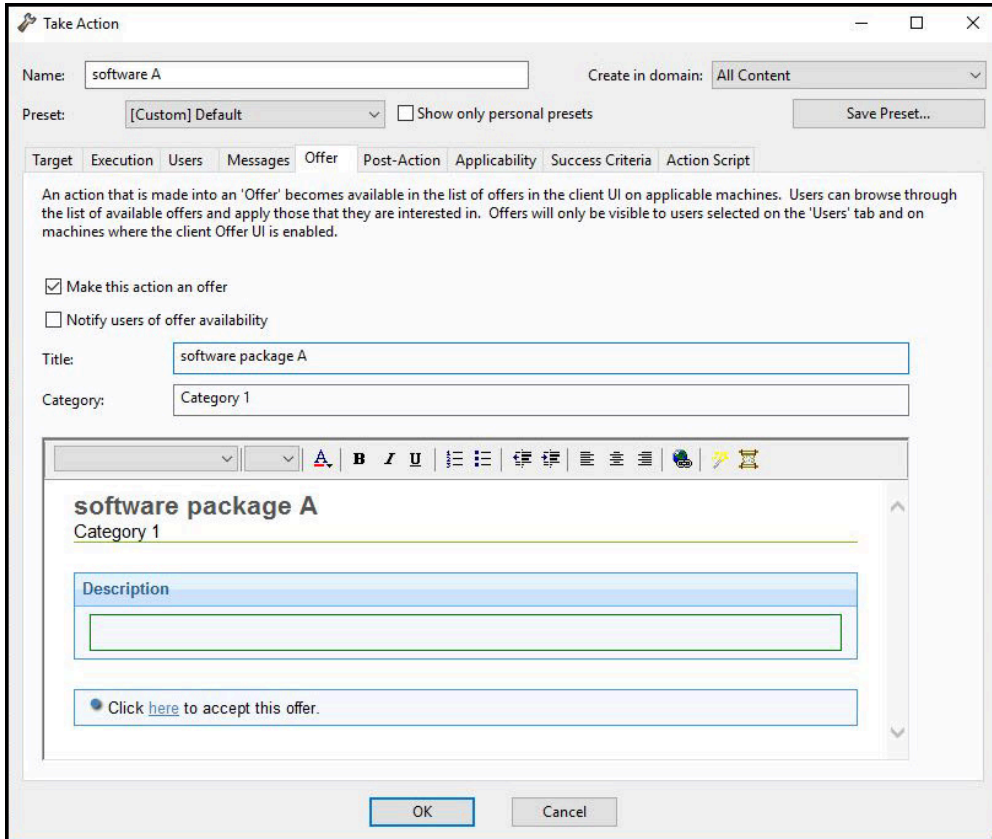 Take Action
Name: software A Create in domain: All Content
Preset: [Custom] Default Show only personal presets Save Preset...
Target Execution Users Messages Offer Post-Action Applicability Success Criteria Action Script
An action that is made into an 'Offer' becomes available in the list of offers in the client UI on applicable machines. Users can browse through
the list of available offers and apply those that they are interested in. Offers will only be visible to users selected on the 'Users' tab and on
machines where the client Offer UI is enabled.
Make this action an offer
Notify users of offer availability
Title: software package A
Category: Category 1
A B I U
software package A
Category 1
Description
Click here to accept this offer.
OK Cancel